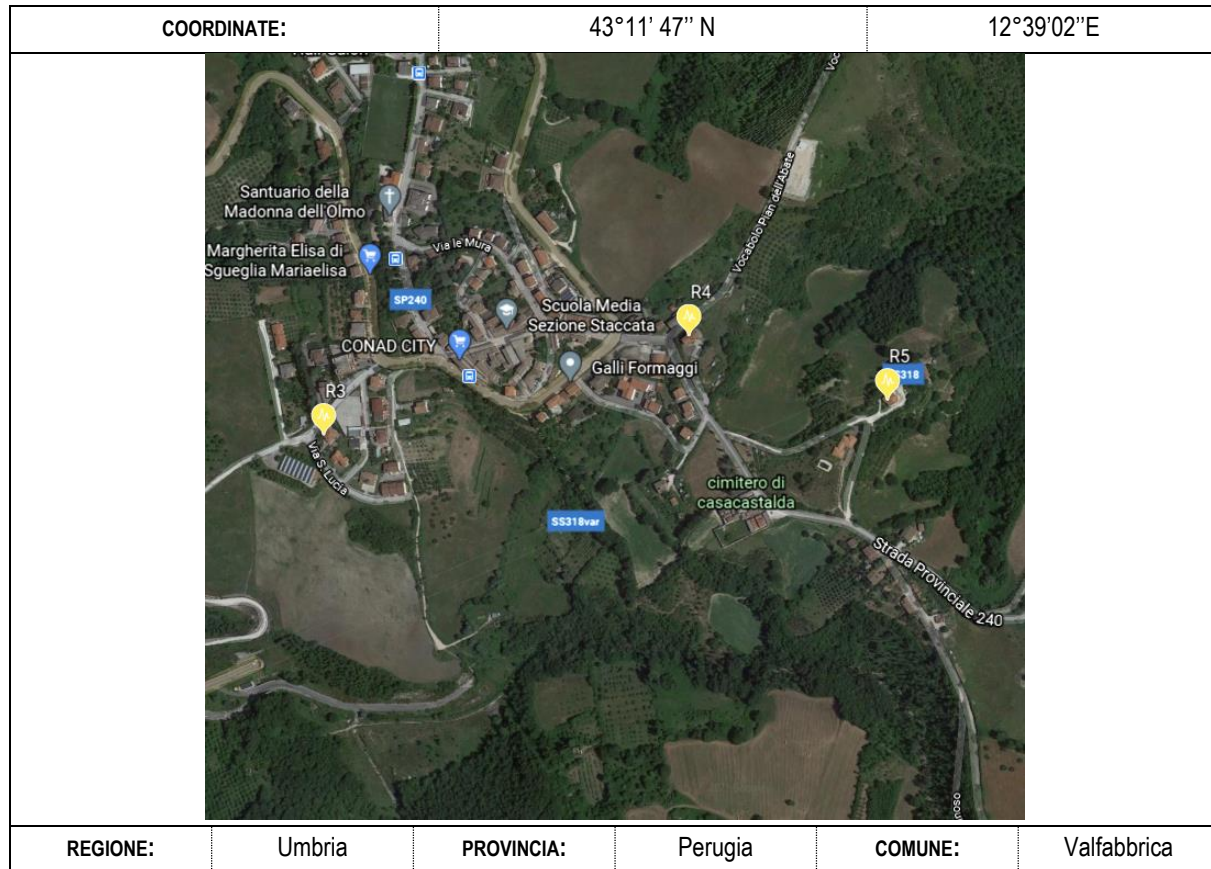 COORDINATE:
43°11' 47'' N
12°39'02''E
Santuario della
Madonna dell'Olmo
Margherita Elisa di
Sgueglia Mariaelisa
Via le Mura
SP240
Scuola Media
Sezione Staccata
CONAD CITY
Galli Formaggi
Vocabolo Pian dell'Abate
R4
R5
R3
Via S. Lucia
cimitero di
casacastalda
SS318var
Strada Provinciale 240
REGIONE:
Umbria
PROVINCIA:
Perugia
COMUNE:
Valfabbrica